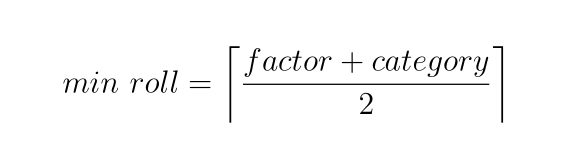 min roll = ⌈(factor + category)/2⌉